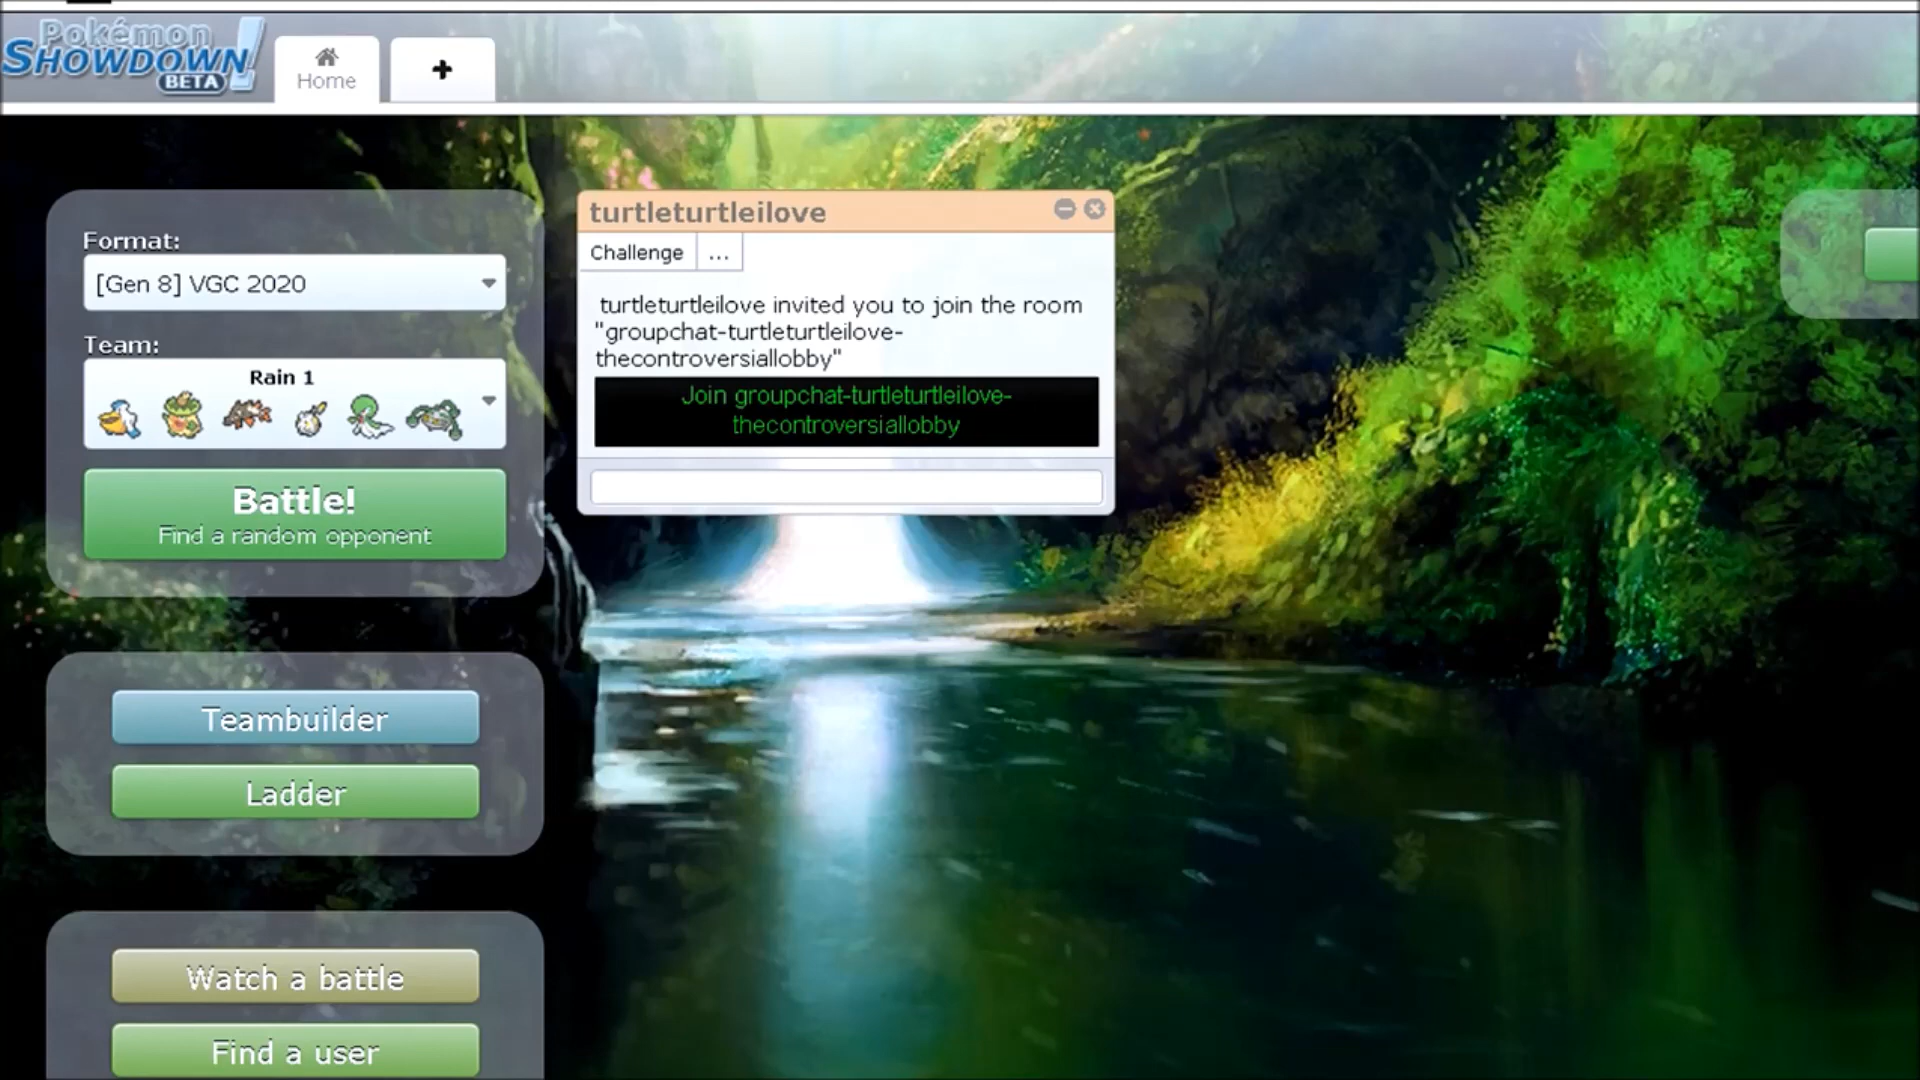 Pokémon
SHOWDOWN!
BETA
Home
+
Format:
[Gen 8] VGC 2020
Team:
Rain 1
Battle!
Find a random opponent
Teambuilder
Ladder
Watch a battle
Find a user
turtleturtleilove
Challenge
...
turtleturtleilove invited you to join the room
"groupchat-turtleturtleilove-
thecontroversiallobby"
Join groupchat-turtleturtleilove-
thecontroversiallobby